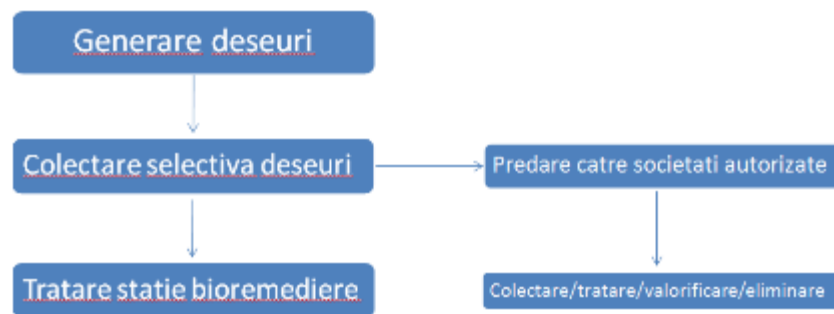 Generare deseuri
Colectare selectiva deseuri
Predare catre societati autorizate
Tratare statie bioremediere
Colectare/tratare/valorificare/eliminare